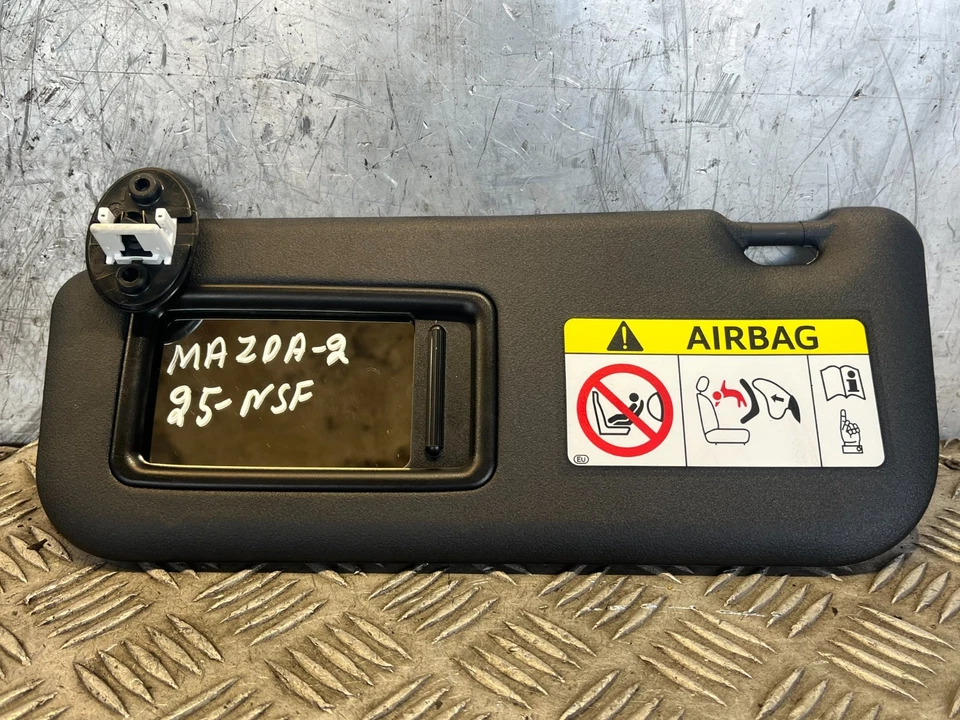 MAZDA-2
25-NSF
AIRBAG
EU